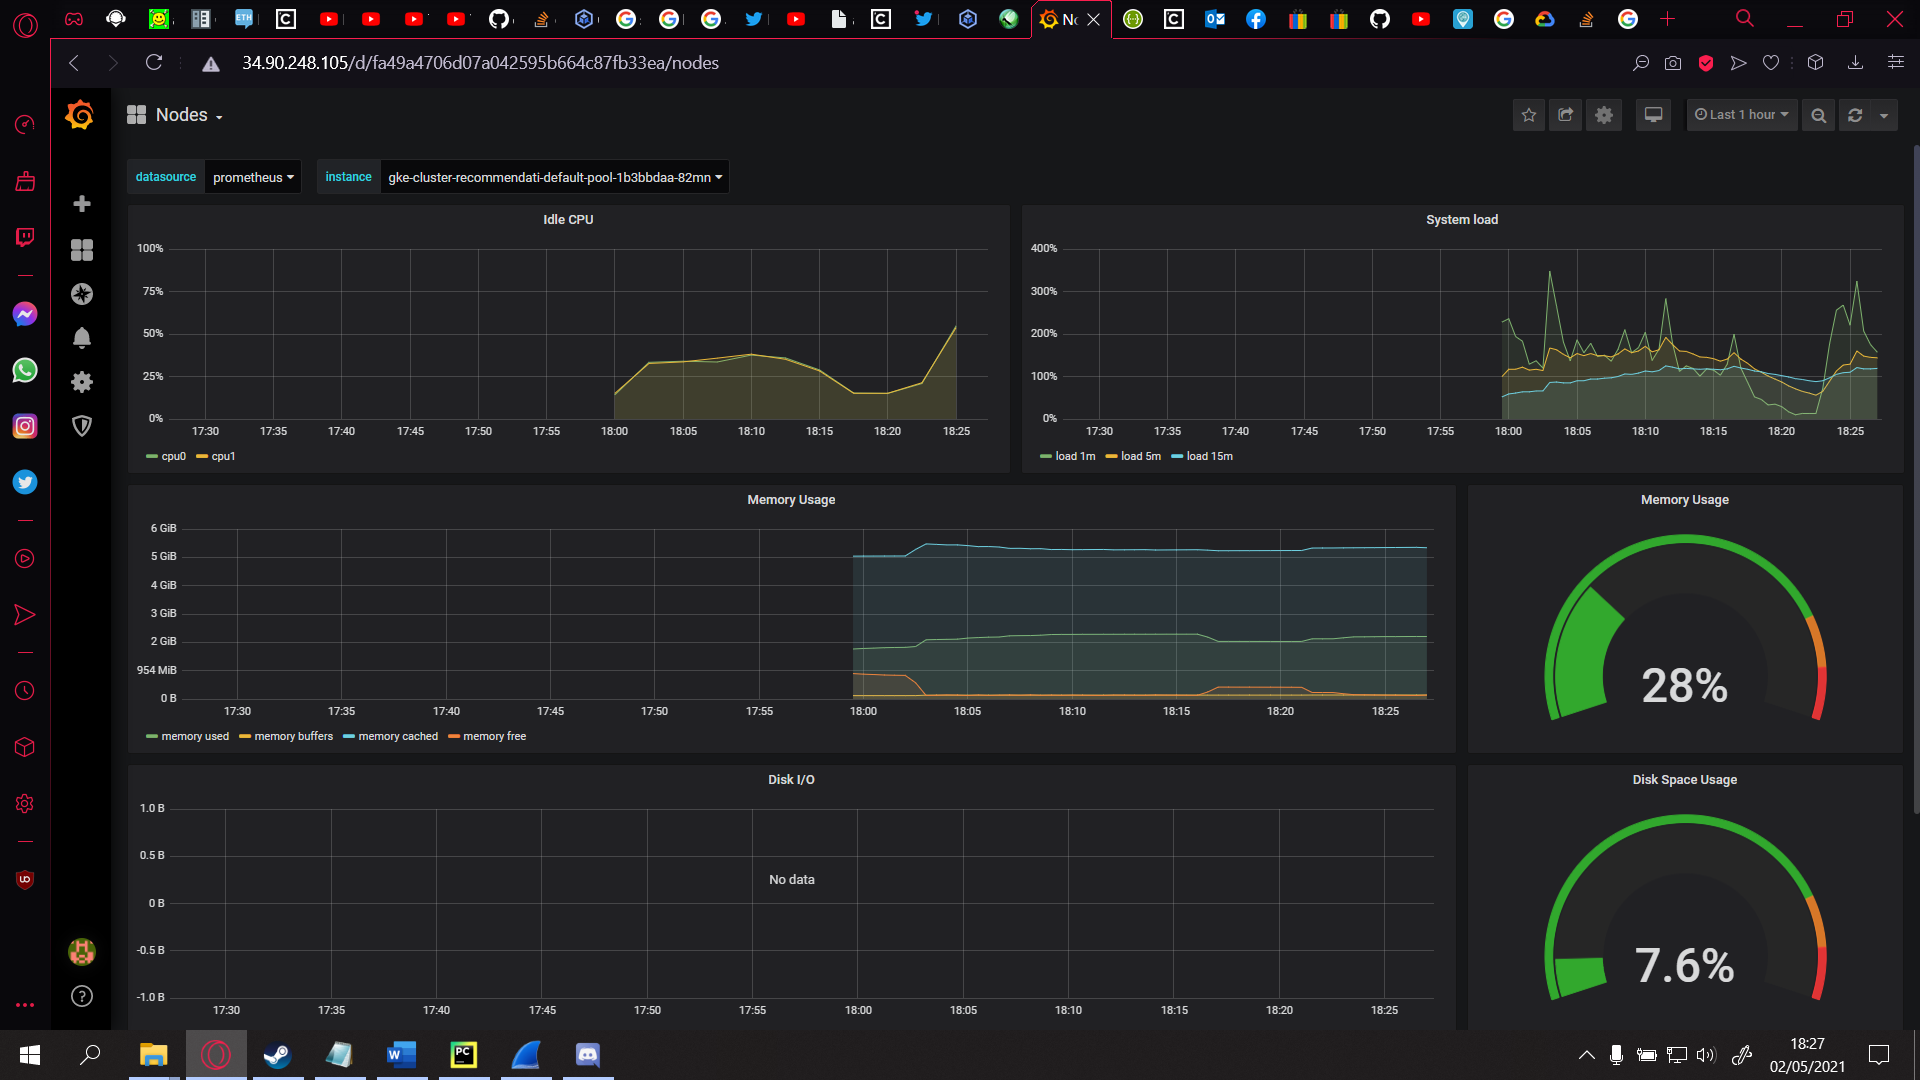 ETH
No
34.90.248.105/d/fa49a4706d07a042595b664c87fb33ea/nodes
Nodes
Last 1 hour
datasource prometheus instance gke-cluster-recommendati-default-pool-1b3bbdaa-82mn
Idle CPU
100%
75%
50%
25%
0%
17:30 17:35 17:40 17:45 17:50 17:55 18:00 18:05 18:10 18:15 18:20 18:25
cpu0 cpu1
System load
400%
300%
200%
100%
0%
17:30 17:35 17:40 17:45 17:50 17:55 18:00 18:05 18:10 18:15 18:20 18:25
load 1m load 5m load 15m
Memory Usage
6 GiB
5 GiB
4 GiB
3 GiB
2 GiB
954 MiB
0 B
17:30 17:35 17:40 17:45 17:50 17:55 18:00 18:05 18:10 18:15 18:20 18:25
memory used memory buffers memory cached memory free
Memory Usage
28%
Disk I/O
1.0 B
0.5 B
0 B
-0.5 B
-1.0 B
No data
17:30 17:35 17:40 17:45 17:50 17:55 18:00 18:05 18:10 18:15 18:20 18:25
Disk Space Usage
7.6%
18:27
02/05/2021